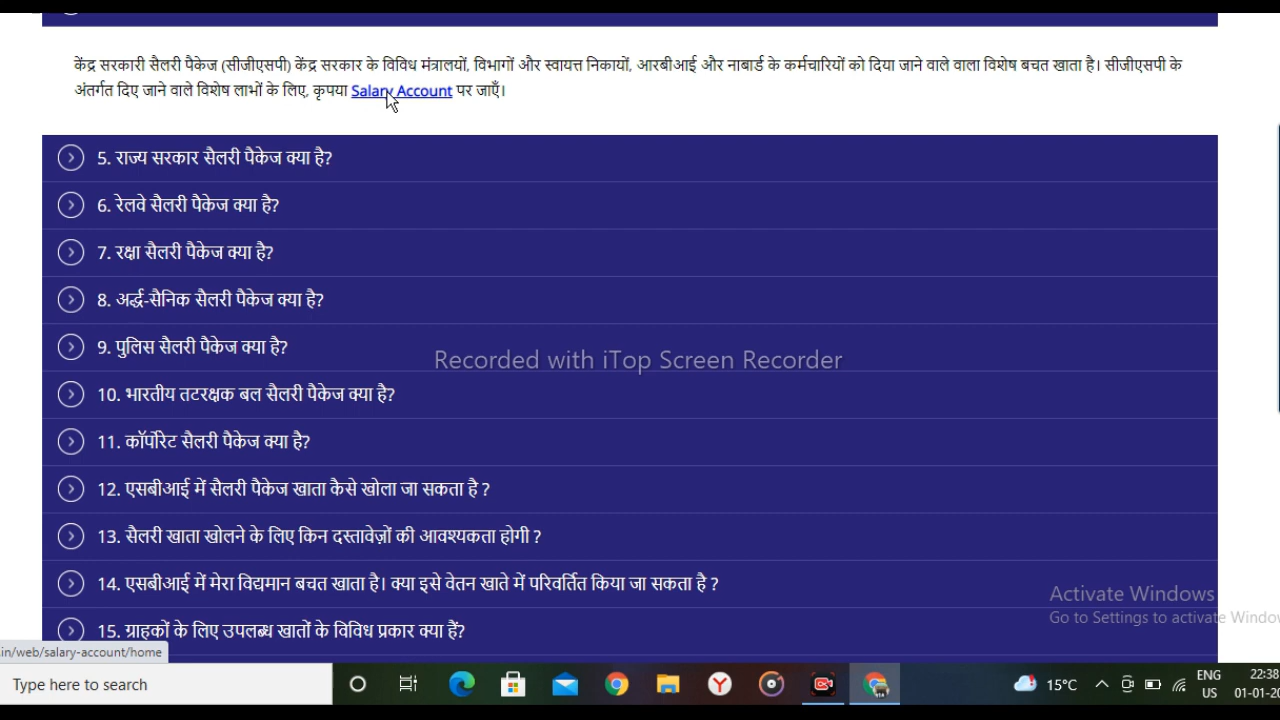 केंद्र सरकारी सैलरी पैकेज (सीजीएसपी) केंद्र सरकार के विविध मंत्रालयों, विभागों और स्वायत्त निकायों, आरबीआई और नाबार्ड के कर्मचारियों को दिया जाने वाले वाला विशेष बचत खाता है। सीजीएसपी के
अंतर्गत दिए जाने वाले विशेष लाभों के लिए, कृपया Salary Account पर जाएँ।
5. राज्य सरकार सैलरी पैकेज क्या है?
6. रेलवे सैलरी पैकेज क्या है?
7. रक्षा सैलरी पैकेज क्या है?
8. अर्द्ध-सैनिक सैलरी पैकेज क्या है?
9. पुलिस सैलरी पैकेज क्या है?
Recorded with iTop Screen Recorder
10. भारतीय तटरक्षक बल सैलरी पैकेज क्या है?
11. कॉर्पोरेट सैलरी पैकेज क्या है?
12. एसबीआई में सैलरी पैकेज खाता कैसे खोला जा सकता है ?
13. सैलरी खाता खोलने के लिए किन दस्तावेज़ों की आवश्यकता होगी ?
14. एसबीआई में मेरा विद्यमान बचत खाता है। क्या इसे वेतन खाते में परिवर्तित किया जा सकता है ?
Activate Windows
Go to Settings to activate Windo
15. ग्राहकों के लिए उपलब्ध खातों के विविध प्रकार क्या हैं?
.in/web/salary-account/home
Type here to search
15°C
ENG
US
22:38
01-01-20